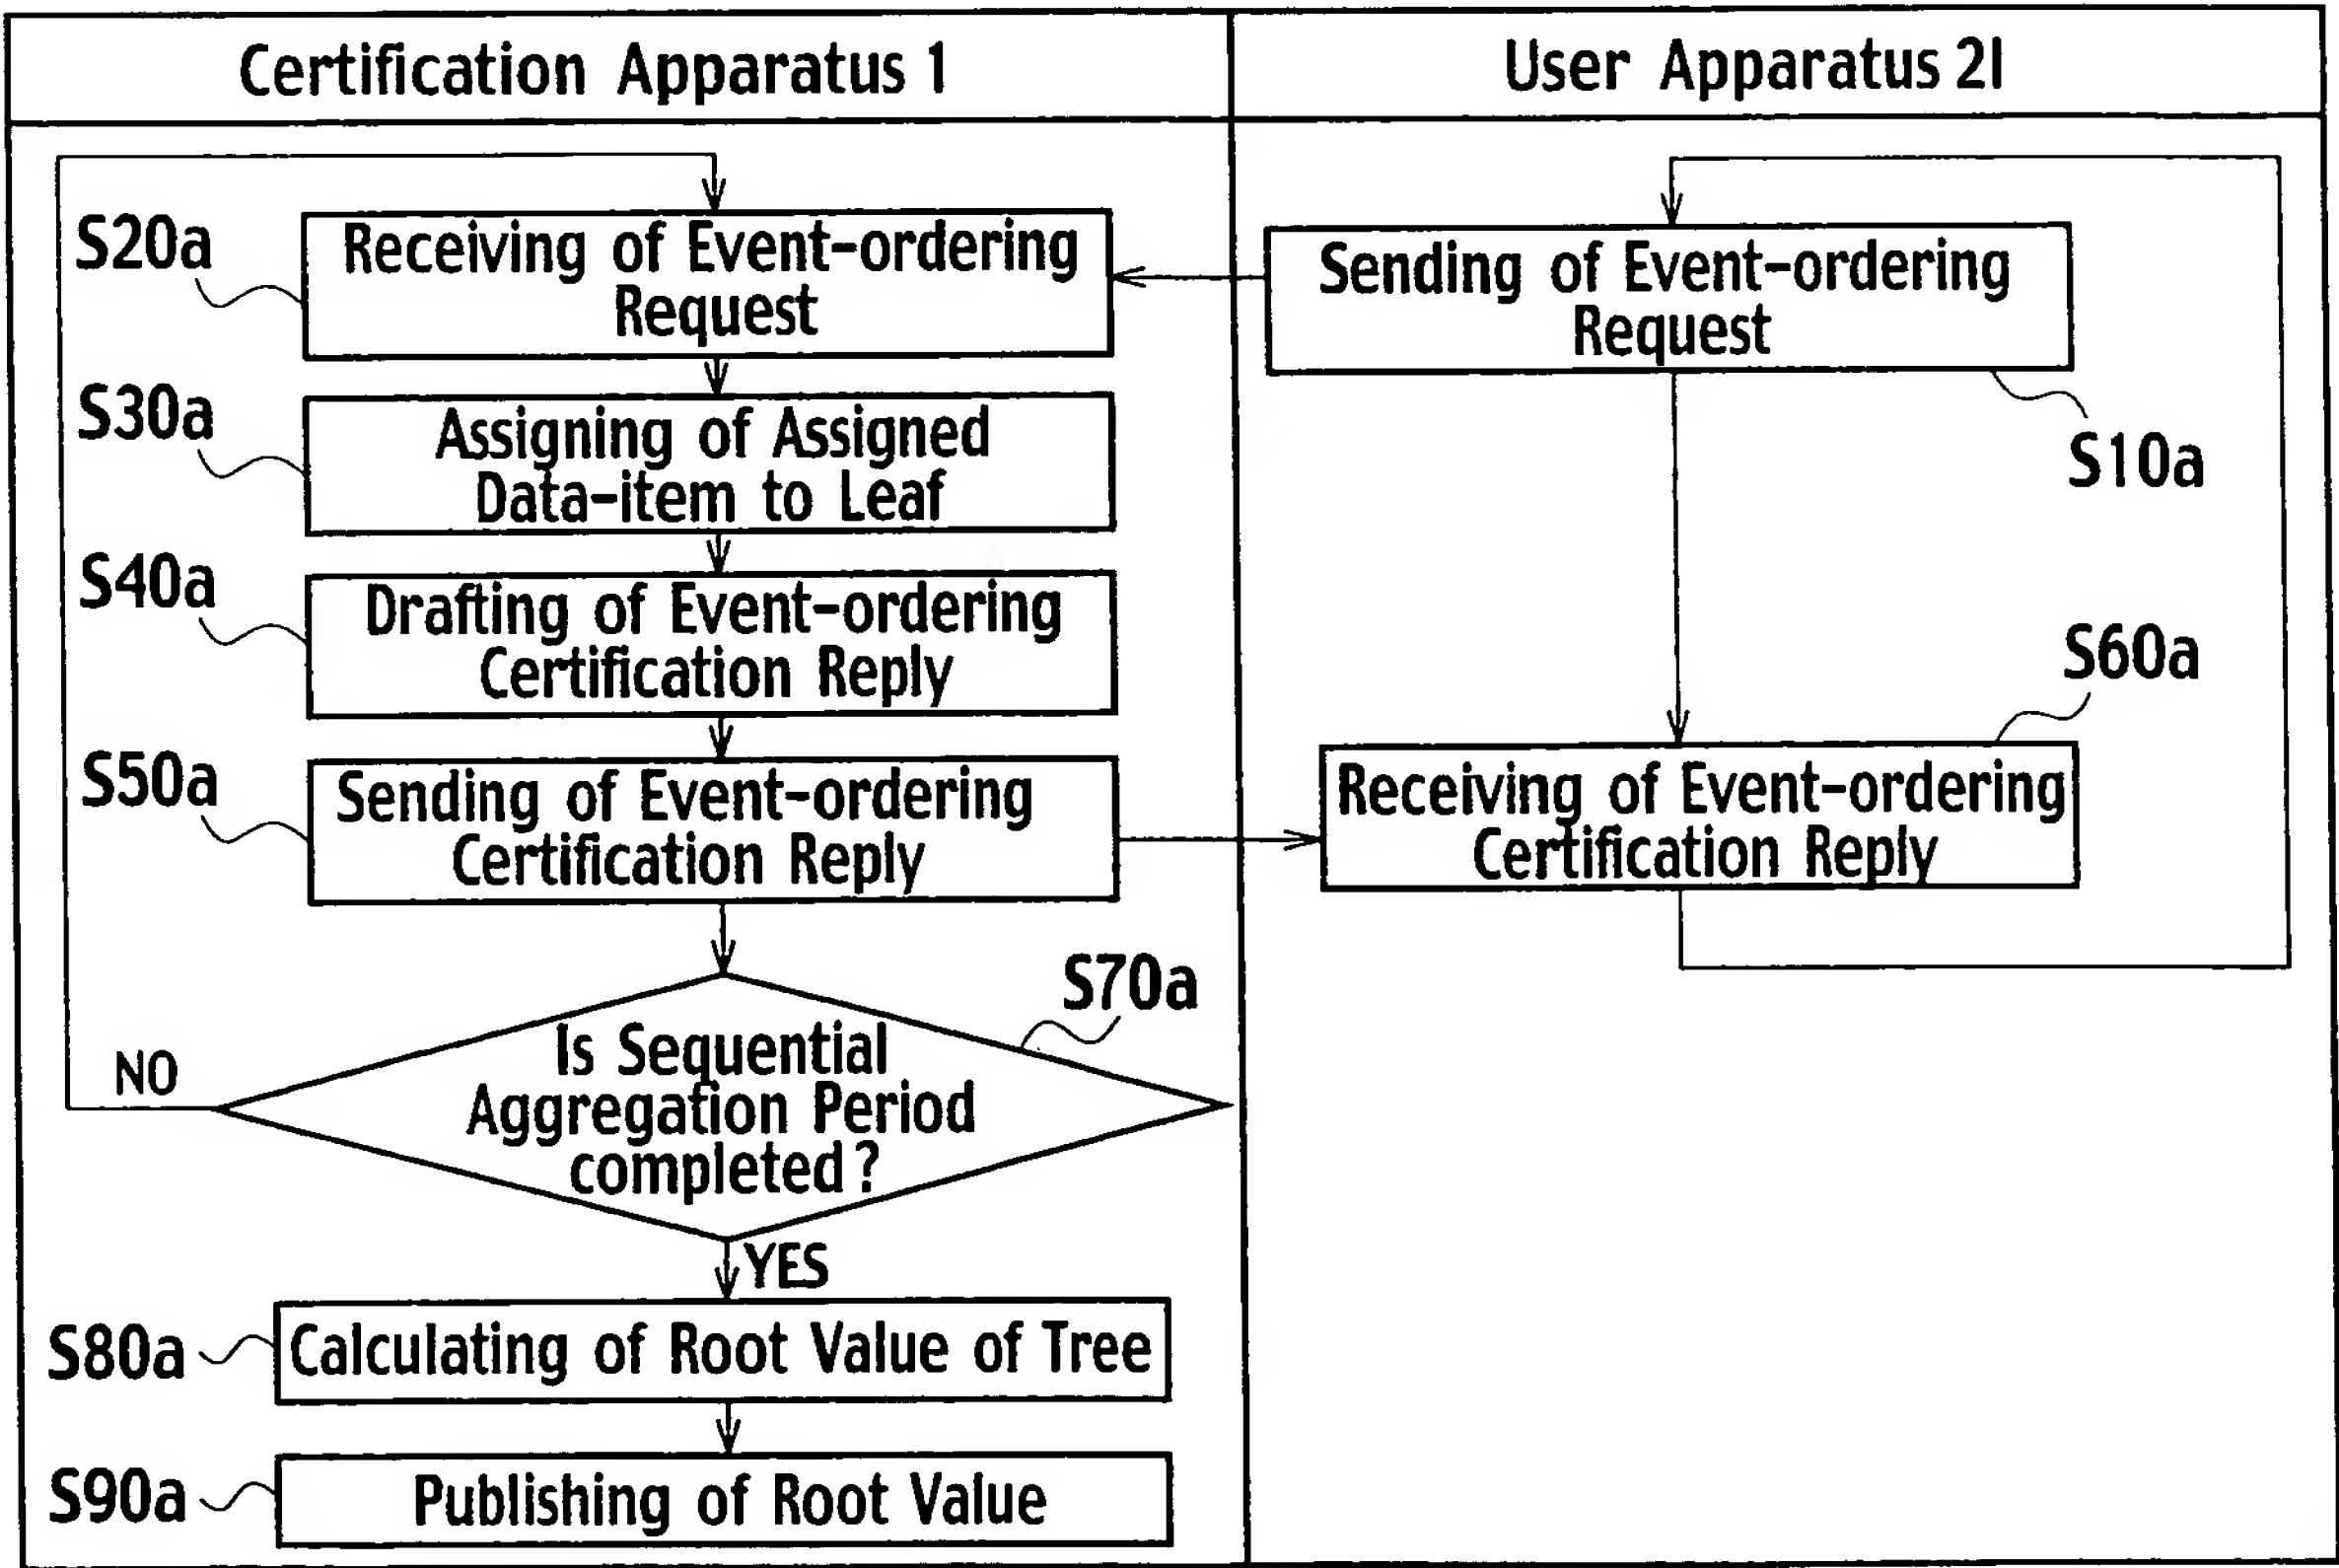 Certification Apparatus 1
User Apparatus 2I
S20a
Receiving of Event-ordering
Request
Sending of Event-ordering
Request
S10a
S30a
Assigning of Assigned
Data-item to Leaf
S40a
Drafting of Event-ordering
Certification Reply
S60a
S50a
Sending of Event-ordering
Certification Reply
Receiving of Event-ordering
Certification Reply
S70a
Is Sequential
Aggregation Period
completed?
NO
YES
S80a
Calculating of Root Value of Tree
S90a
Publishing of Root Value